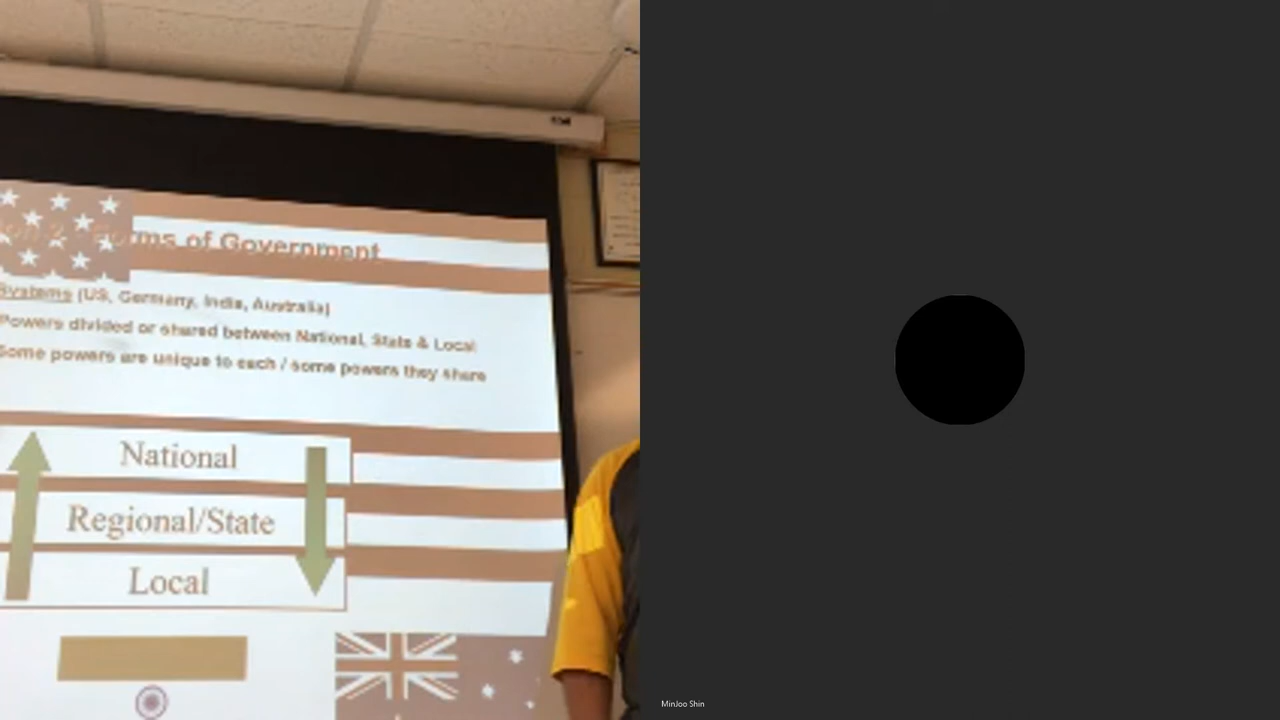 Forms of Government
Systems (US, Germany, India, Australia)
Powers divided or shared between National, State & Local
Some powers are unique to each / some powers they share
National
Regional/State
Local
MinJoo Shin